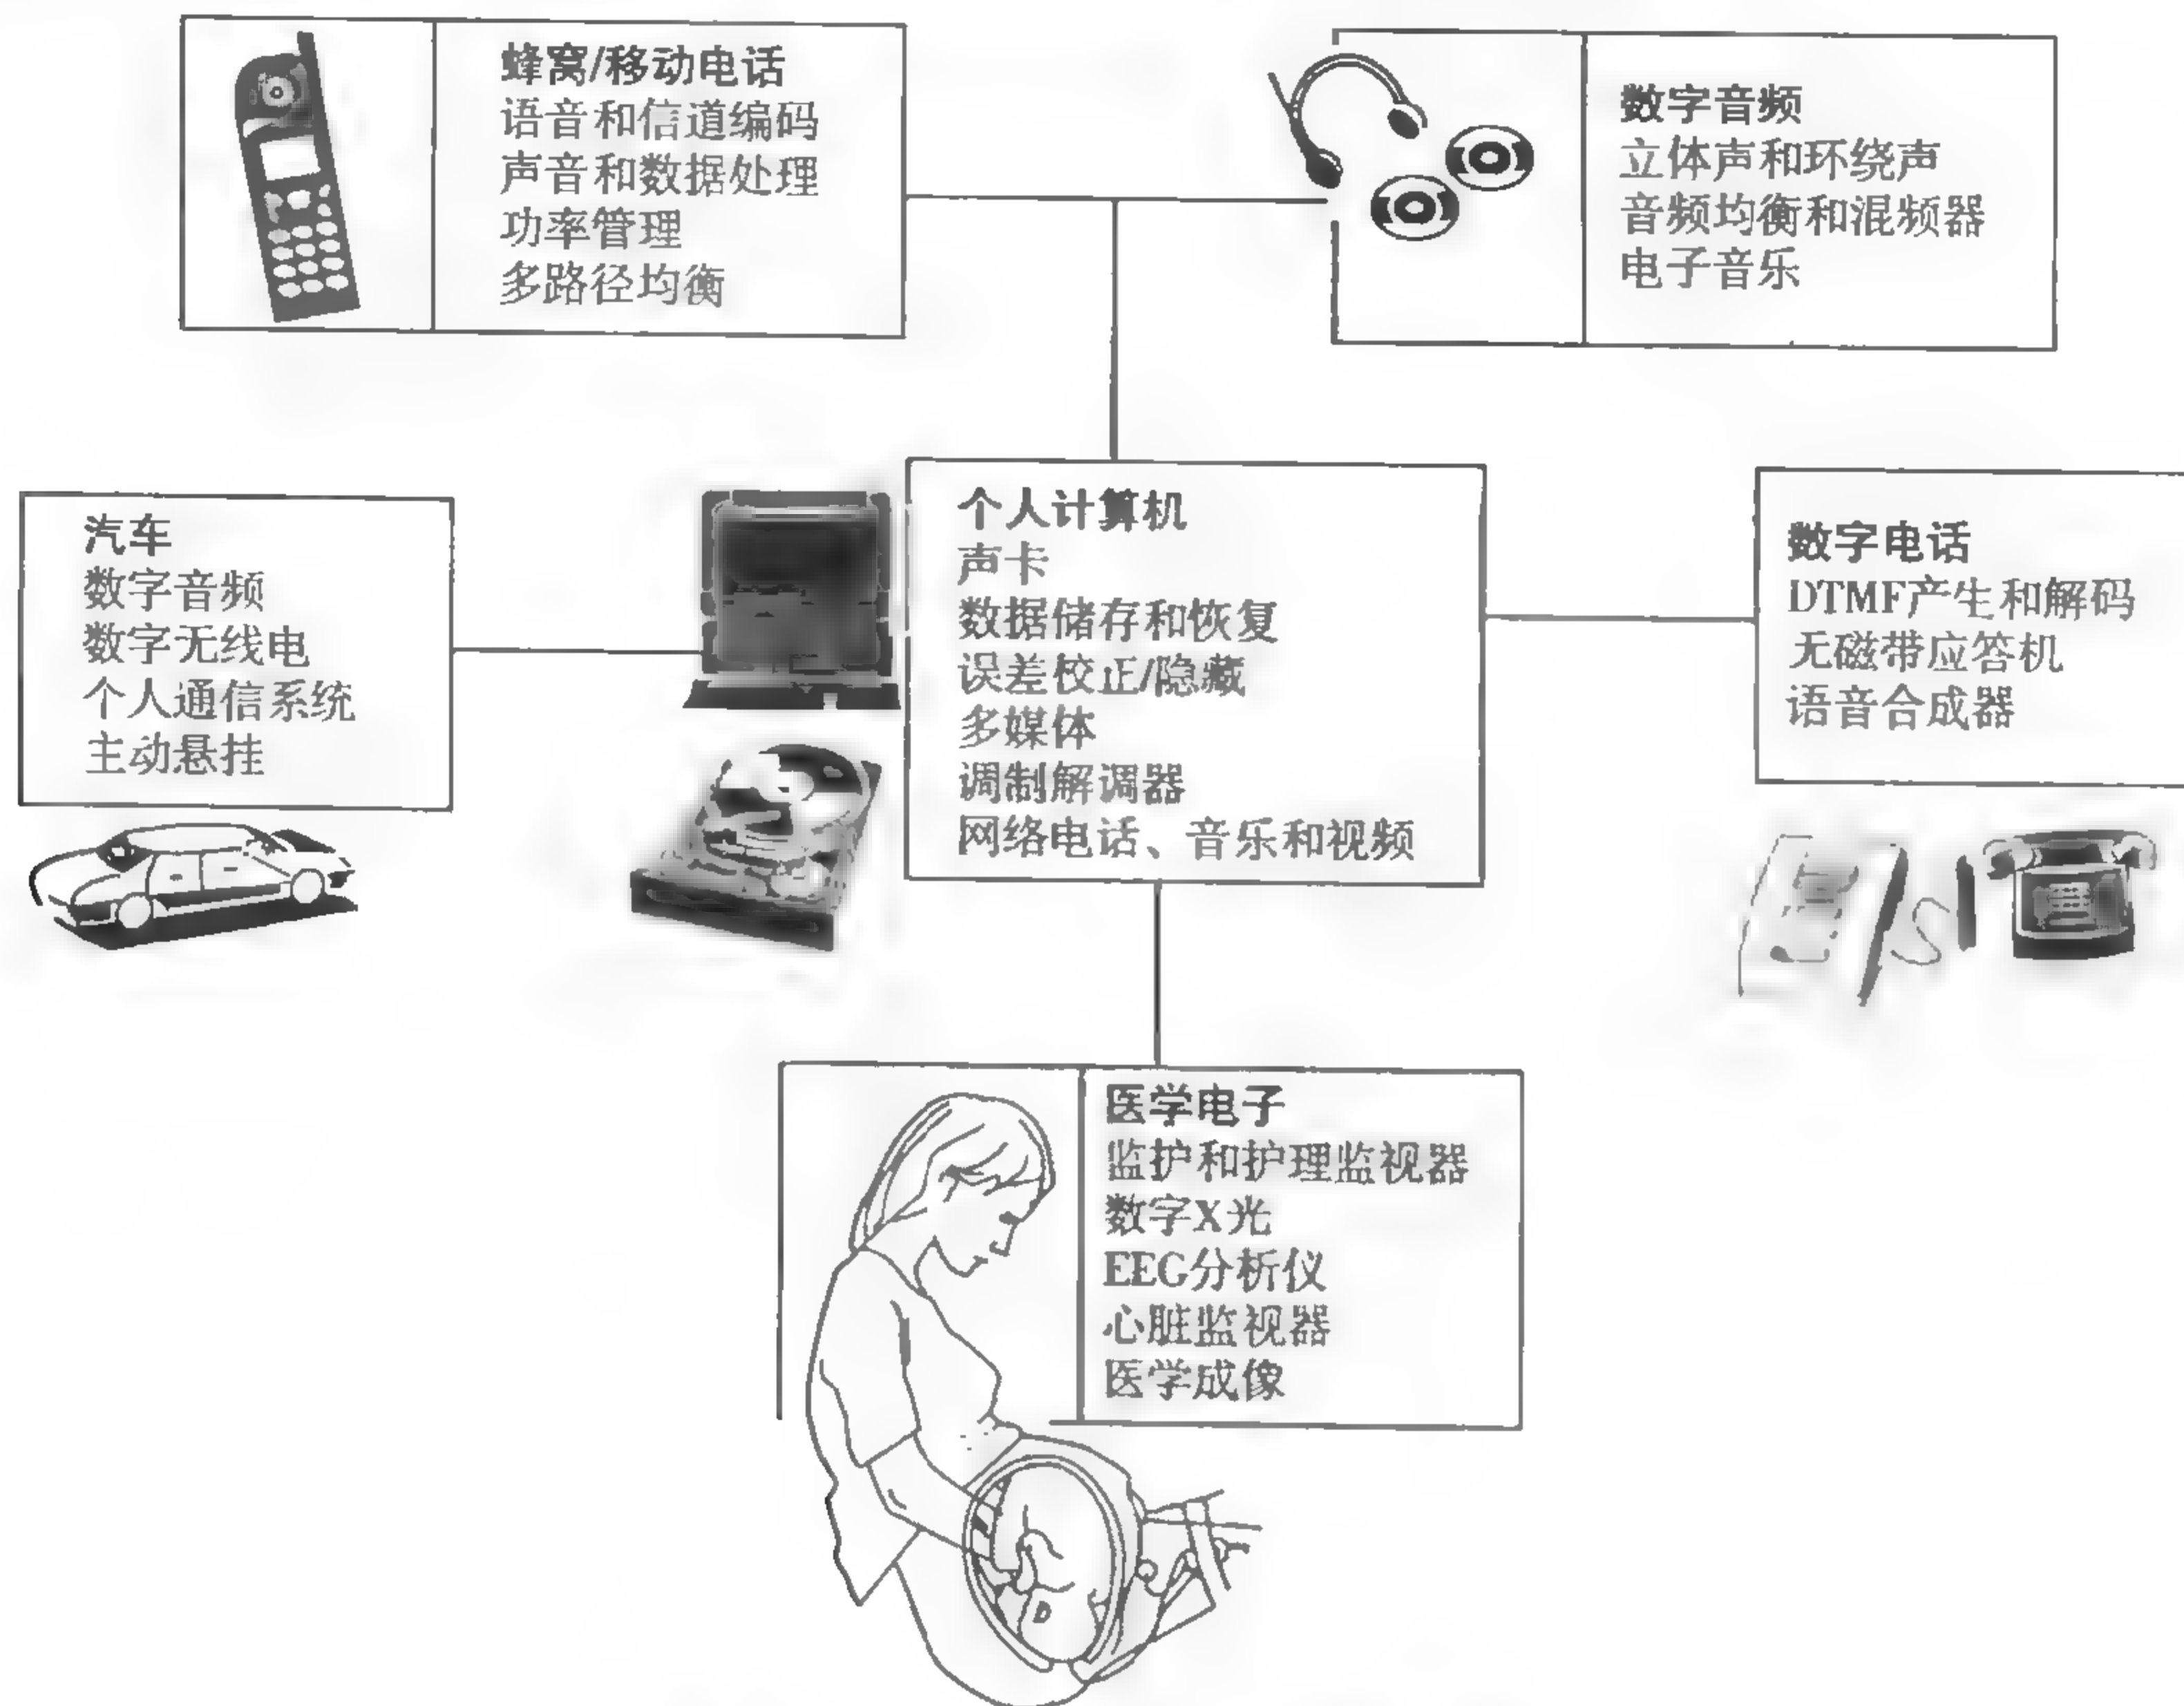 蜂窝/移动电话
语音和信道编码
声音和数据处理
功率管理
多路径均衡
数字音频
立体声和环绕声
音频均衡和混频器
电子音乐
汽车
数字音频
数字无线电
个人通信系统
主动悬挂
个人计算机
声卡
数据储存和恢复
误差校正/隐藏
多媒体
调制解调器
网络电话、音乐和视频
数字电话
DTMF产生和解码
无磁带应答机
语音合成器
医学电子
监护和护理监视器
数字X光
EEG分析仪
心脏监视器
医学成像
D